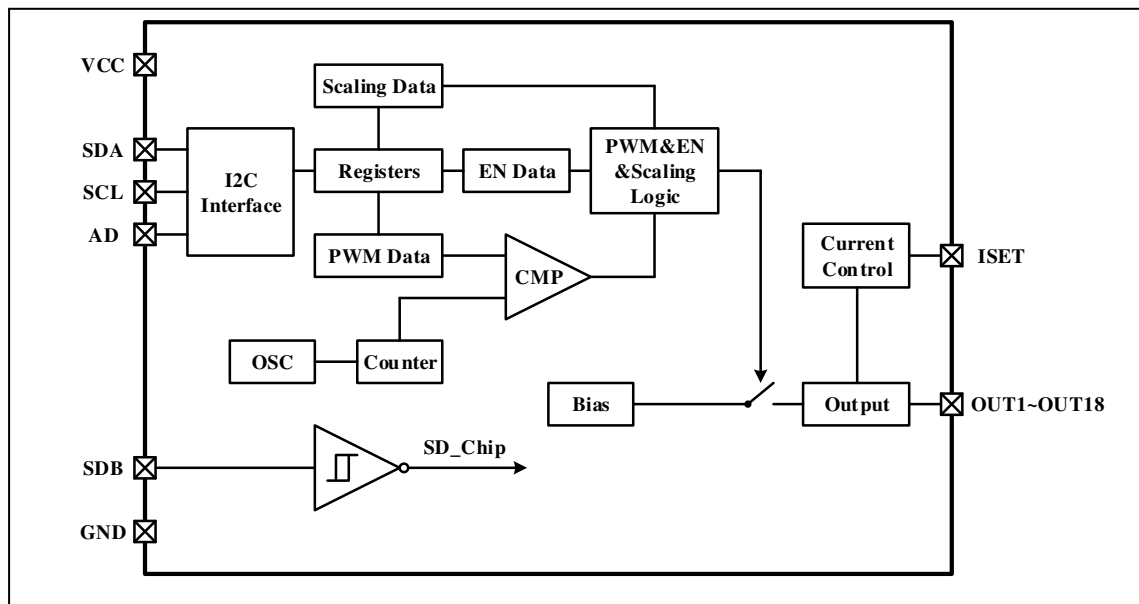 VCC
Scaling Data
SDA
SCL
AD
I2C
Interface
Registers
EN Data
PWM&EN
&Scaling
Logic
PWM Data
CMP
Current
Control
ISET
OSC
Counter
Bias
Output
OUT1~OUT18
SDB
SD_Chip
GND